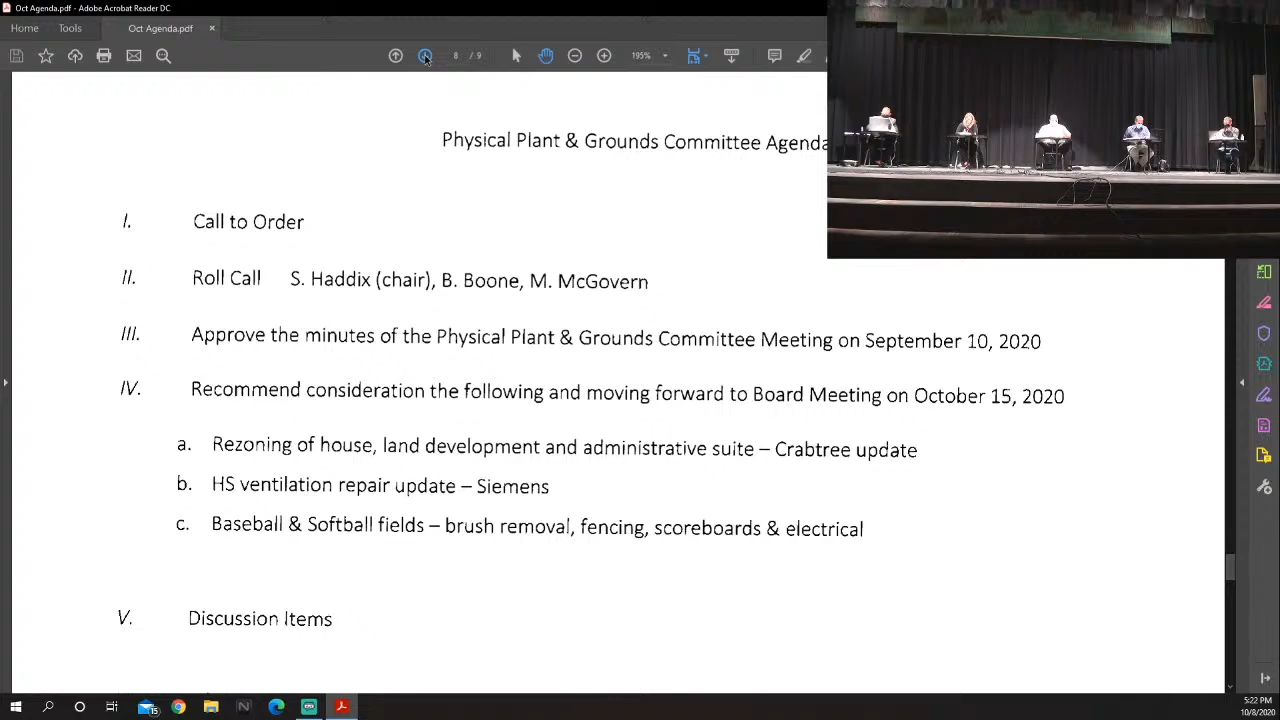 Oct Agenda.pdf - Adobe Acrobat Reader DC
Home Tools Oct Agenda.pdf ×
8 / 9 195%
Physical Plant & Grounds Committee Agenda
I. Call to Order
II. Roll Call S. Haddix (chair), B. Boone, M. McGovern
III. Approve the minutes of the Physical Plant & Grounds Committee Meeting on September 10, 2020
IV. Recommend consideration the following and moving forward to Board Meeting on October 15, 2020
a. Rezoning of house, land development and administrative suite – Crabtree update
b. HS ventilation repair update – Siemens
c. Baseball & Softball fields – brush removal, fencing, scoreboards & electrical
V. Discussion Items
15
5:22 PM
10/8/2020